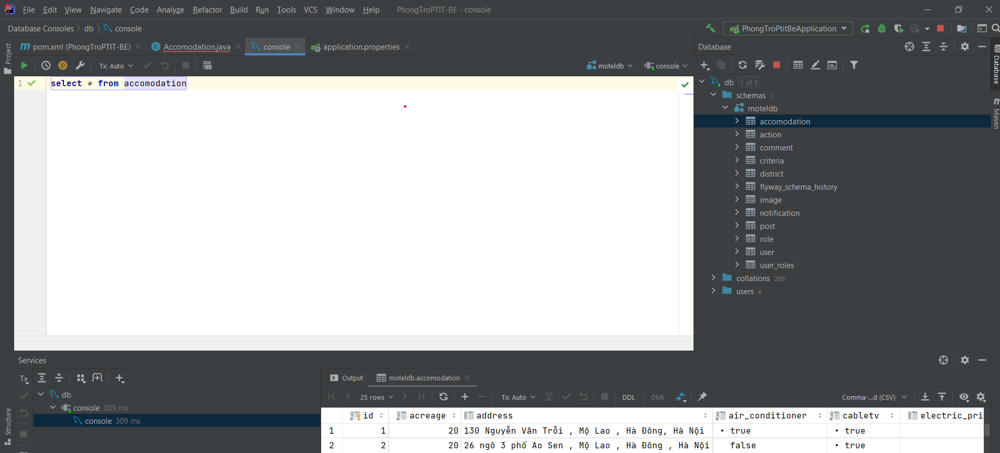 File Edit View Navigate Code Analyze Refactor Build Run Tools VCS Window Help PhongTroPTIT-BE - console
Database Consoles db console PhongTroPtitBeApplication
pom.xml (PhongTroPTIT-BE) Accomodation.java console application.properties Database
Tx: Auto moteldb console
1 select * from accomodation
db 1 of 5
schemas 1
moteldb
accomodation
action
comment
criteria
district
flyway_schema_history
image
notification
post
role
user
user_roles
collations 286
users 4
Project
Structure
Database
Maven
Services
Tx
db
console 309 ms
console 309 ms
Output moteldb.accomodation
25 rows Tx: Auto DB DDL DML Comma-...d (CSV)
id acreage address air_conditioner cabletv electric_pri
1 1 20 130 Nguyễn Văn Trỗi , Mộ Lao , Hà Đông, Hà Nội • true • true
2 2 20 26 ngõ 3 phố Ao Sen , Mộ Lao , Hà Đông , Hà Nội false • true